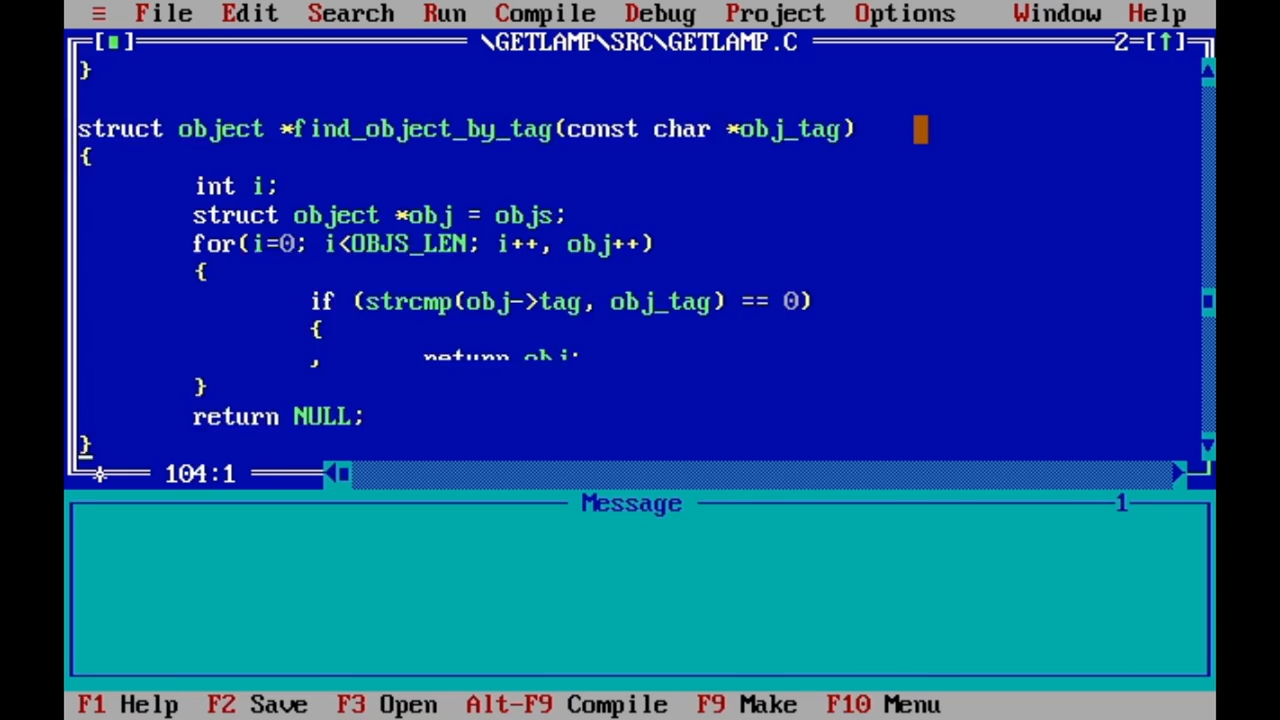 ≡ File Edit Search Run Compile Debug Project Options Window Help
[■] \GETLAMP\SRC\GETLAMP.C 2=[↑]
}
struct object *find_object_by_tag(const char *obj_tag)
{
int i;
struct object *obj = objs;
for(i=0; i<OBJS_LEN; i++, obj++)
{
if (strcmp(obj->tag, obj_tag) == 0)
{
return obj;
}
return NULL;
}
104:1
Message 1
F1 Help F2 Save F3 Open Alt-F9 Compile F9 Make F10 Menu